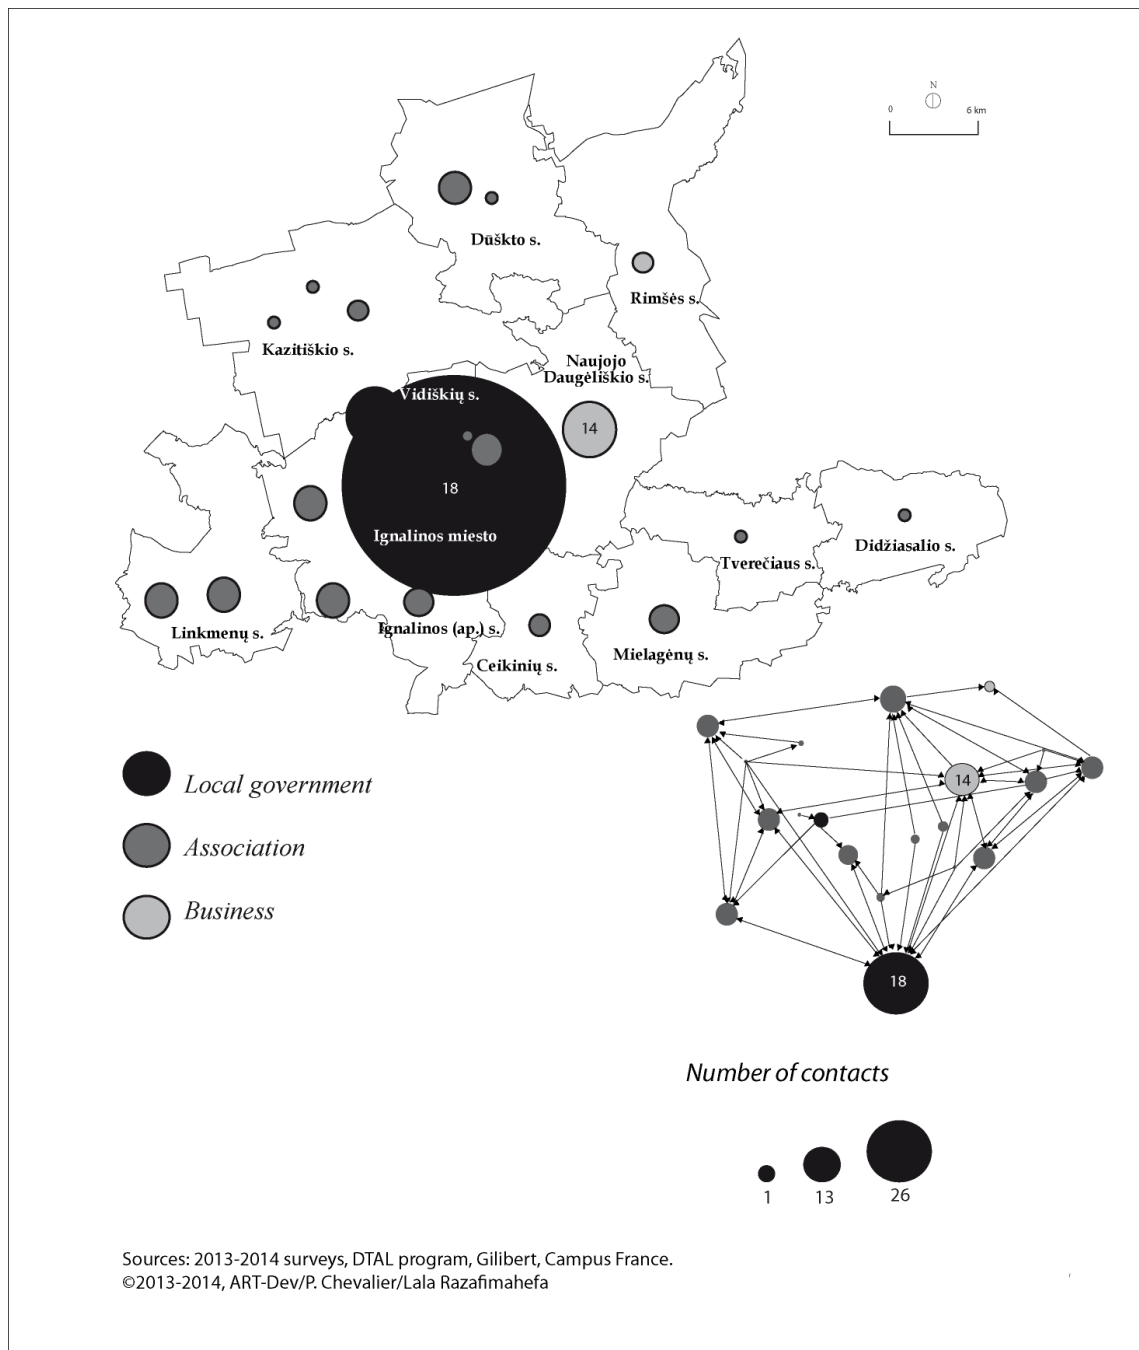 N
0 6 km
Dūškto s.
Rimšės s.
Kazitiškio s.
Naujojo
Daugėliškio s.
Vidiškių s.
14
18
Ignalinos miesto
Didžiasalio s.
Tverečiaus s.
Linkmenų s.
Ignalinos (ap.) s.
Ceikinių s.
Mielagėnų s.
Local government
Association
Business
14
18
Number of contacts
1 13 26
Sources: 2013-2014 surveys, DTAL program, Gilibert, Campus France.
©2013-2014, ART-Dev/P. Chevalier/Lala Razafimahefa